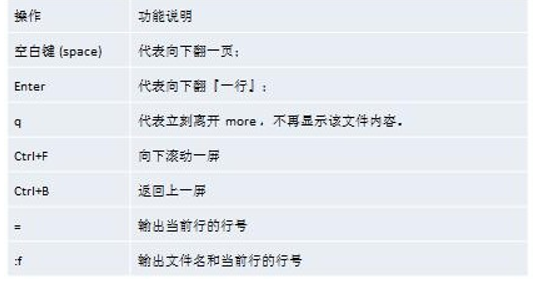 操作 功能说明
空白键 (space) 代表向下翻一页；
Enter 代表向下翻『一行』；
q 代表立刻离开 more ，不再显示该文件内容。
Ctrl+F 向下滚动一屏
Ctrl+B 返回上一屏
= 输出当前行的行号
:f 输出文件名和当前行的行号